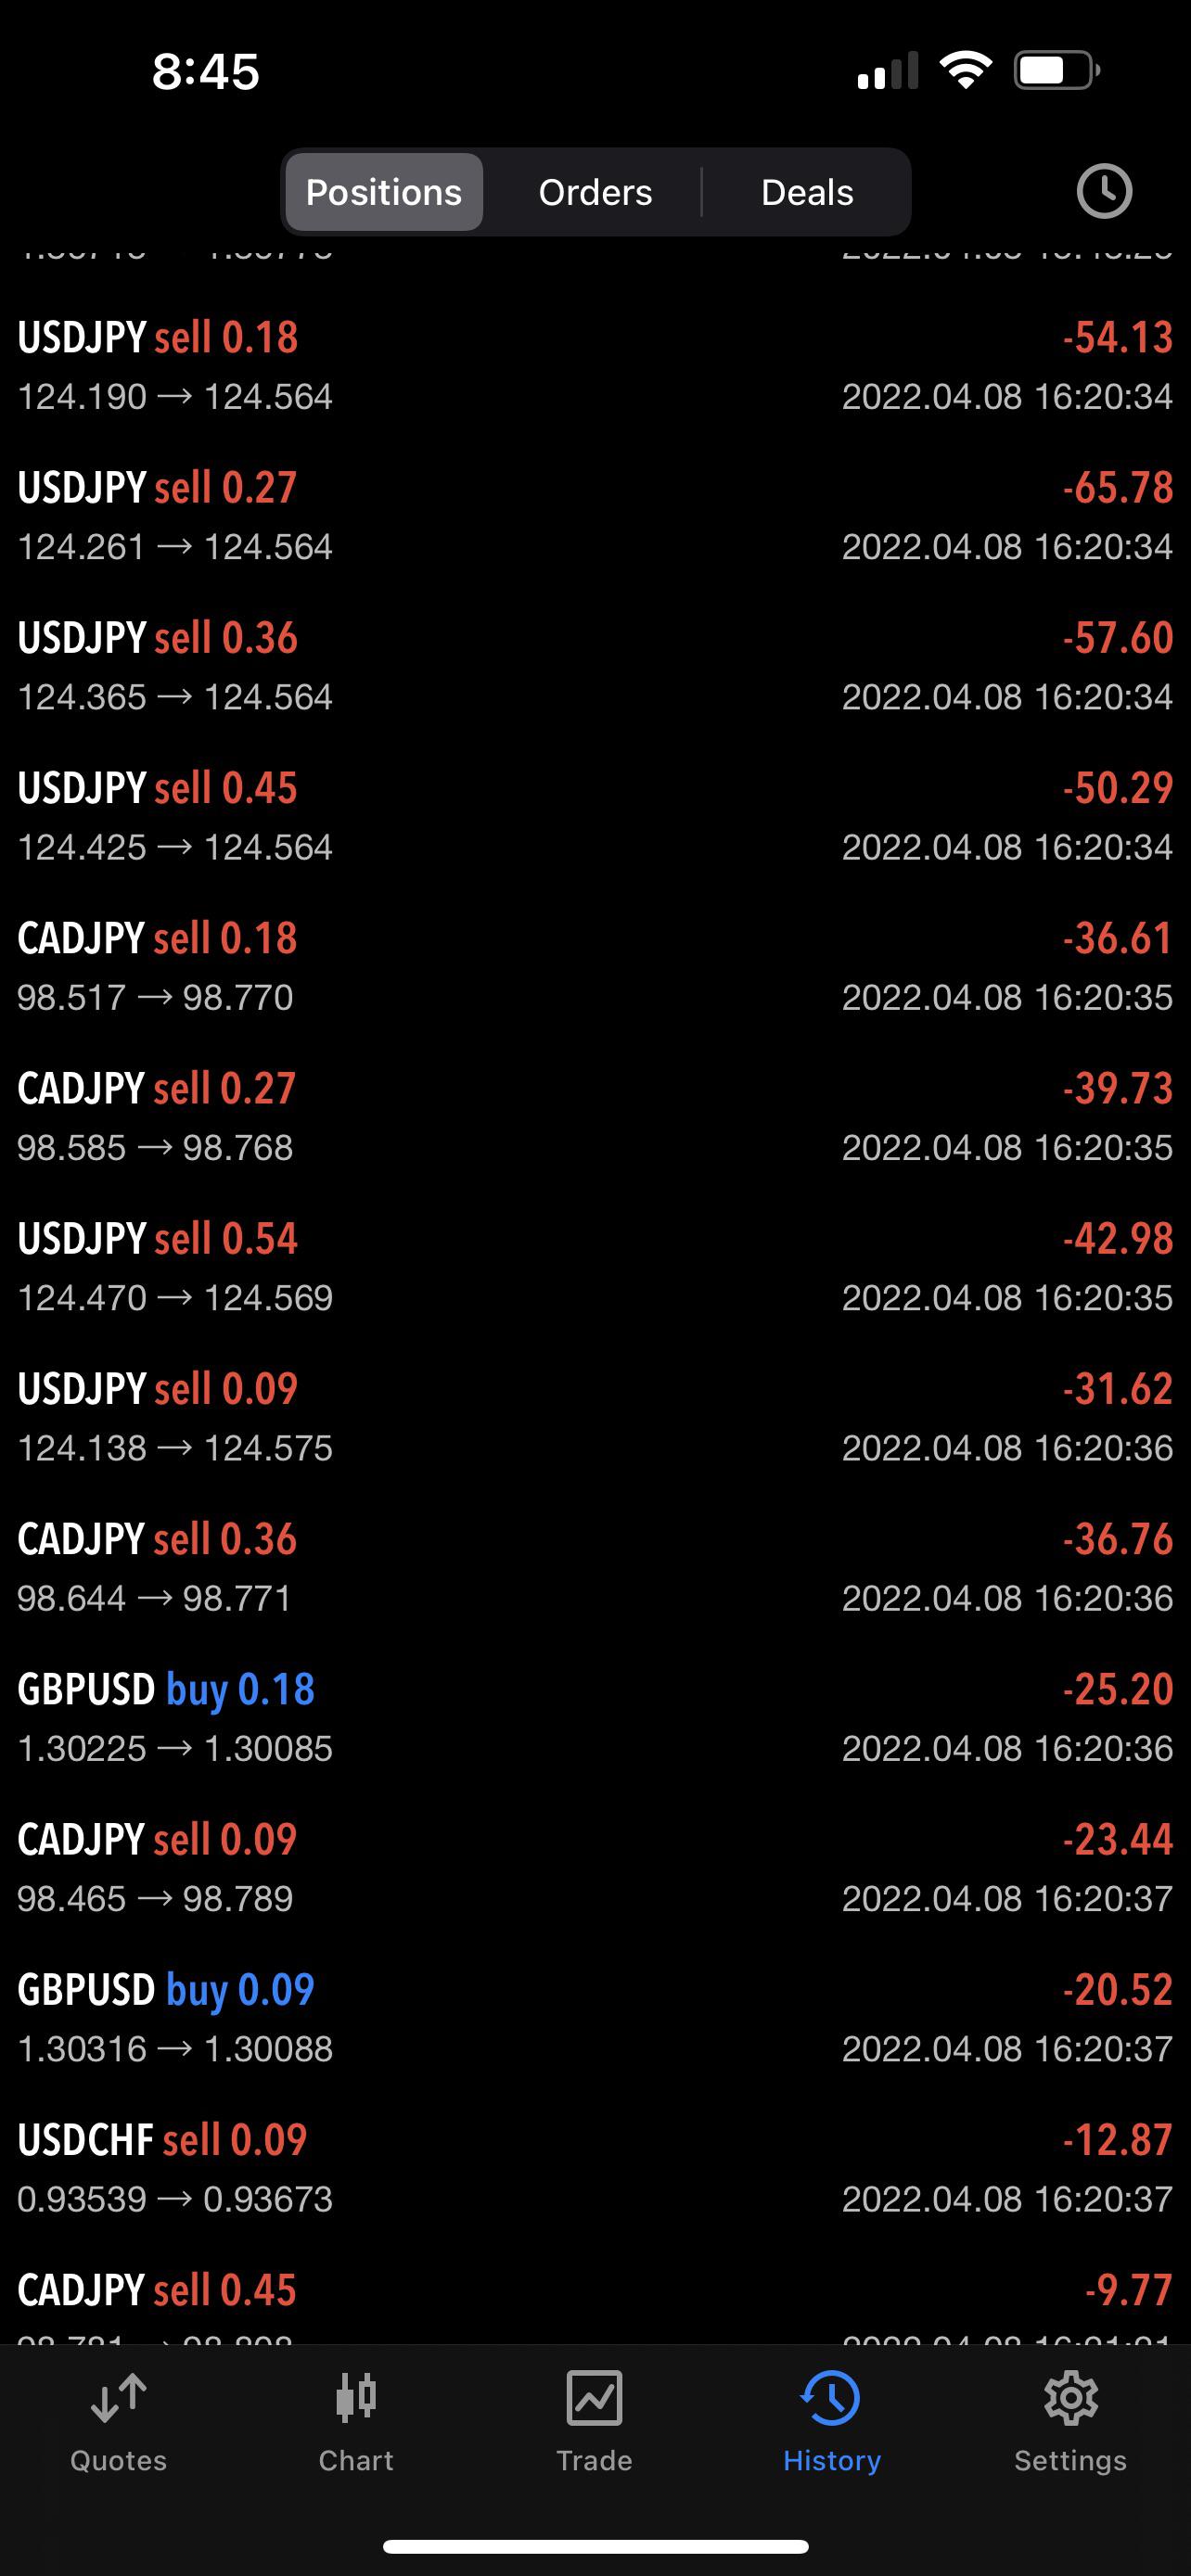 8:45
Positions Orders Deals
USDJPY sell 0.18 -54.13
124.190 → 124.564 2022.04.08 16:20:34
USDJPY sell 0.27 -65.78
124.261 → 124.564 2022.04.08 16:20:34
USDJPY sell 0.36 -57.60
124.365 → 124.564 2022.04.08 16:20:34
USDJPY sell 0.45 -50.29
124.425 → 124.564 2022.04.08 16:20:34
CADJPY sell 0.18 -36.61
98.517 → 98.770 2022.04.08 16:20:35
CADJPY sell 0.27 -39.73
98.585 → 98.768 2022.04.08 16:20:35
USDJPY sell 0.54 -42.98
124.470 → 124.569 2022.04.08 16:20:35
USDJPY sell 0.09 -31.62
124.138 → 124.575 2022.04.08 16:20:36
CADJPY sell 0.36 -36.76
98.644 → 98.771 2022.04.08 16:20:36
GBPUSD buy 0.18 -25.20
1.30225 → 1.30085 2022.04.08 16:20:36
CADJPY sell 0.09 -23.44
98.465 → 98.789 2022.04.08 16:20:37
GBPUSD buy 0.09 -20.52
1.30316 → 1.30088 2022.04.08 16:20:37
USDCHF sell 0.09 -12.87
0.93539 → 0.93673 2022.04.08 16:20:37
CADJPY sell 0.45 -9.77
Quotes Chart Trade History Settings